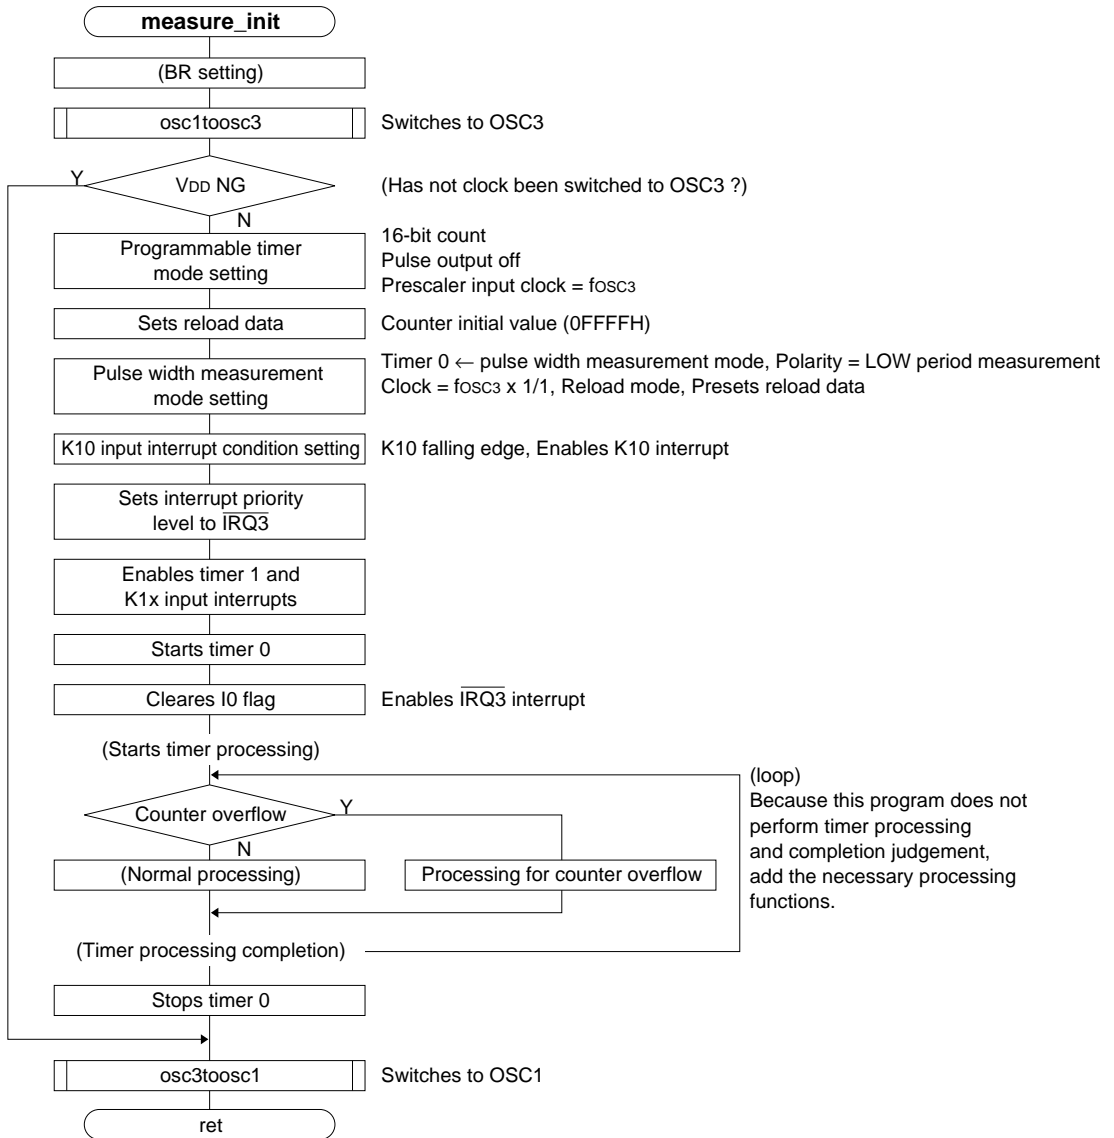 measure_init
(BR setting)
osc1toosc3 Switches to OSC3
Y VDD NG (Has not clock been switched to OSC3 ?)
N
Programmable timer
mode setting
16-bit count
Pulse output off
Prescaler input clock = fOSC3
Sets reload data Counter initial value (0FFFFH)
Pulse width measurement
mode setting
Timer 0 ← pulse width measurement mode, Polarity = LOW period measurement
Clock = fOSC3 x 1/1, Reload mode, Presets reload data
K10 input interrupt condition setting K10 falling edge, Enables K10 interrupt
Sets interrupt priority
level to IRQ3
Enables timer 1 and
K1x input interrupts
Starts timer 0
Cleares I0 flag Enables IRQ3 interrupt
(Starts timer processing)
Counter overflow Y
N
(Normal processing) Processing for counter overflow
(loop)
Because this program does not
perform timer processing
and completion judgement,
add the necessary processing
functions.
(Timer processing completion)
Stops timer 0
osc3toosc1 Switches to OSC1
ret